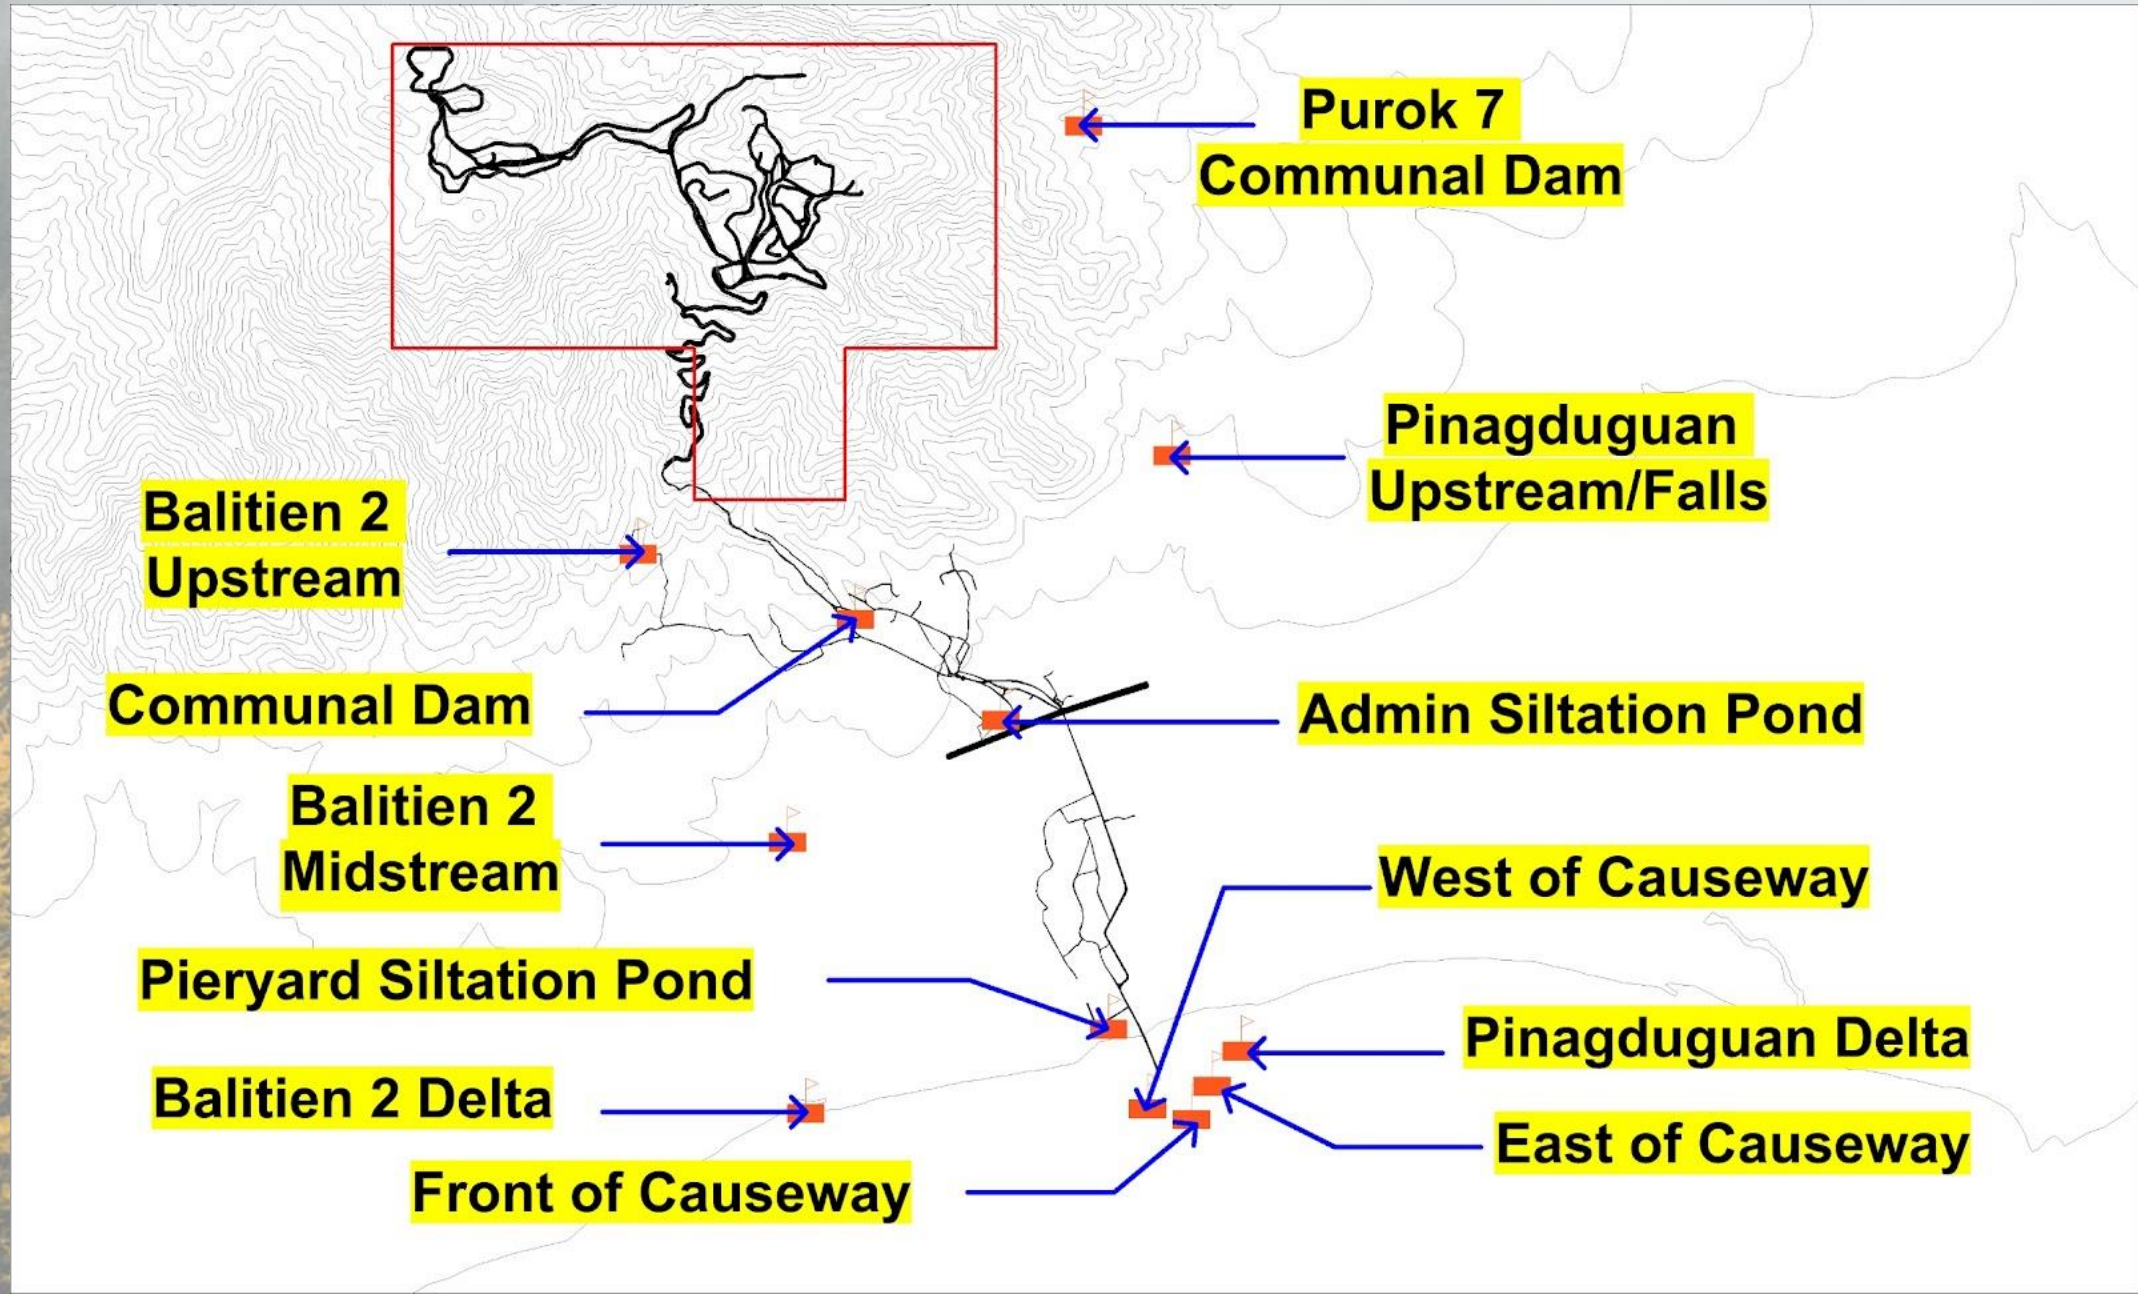 Purok 7
Communal Dam
Pinagduguan
Upstream/Falls
Balitien 2
Upstream
Communal Dam
Admin Siltation Pond
Balitien 2
Midstream
West of Causeway
Pieryard Siltation Pond
Pinagduguan Delta
Balitien 2 Delta
East of Causeway
Front of Causeway